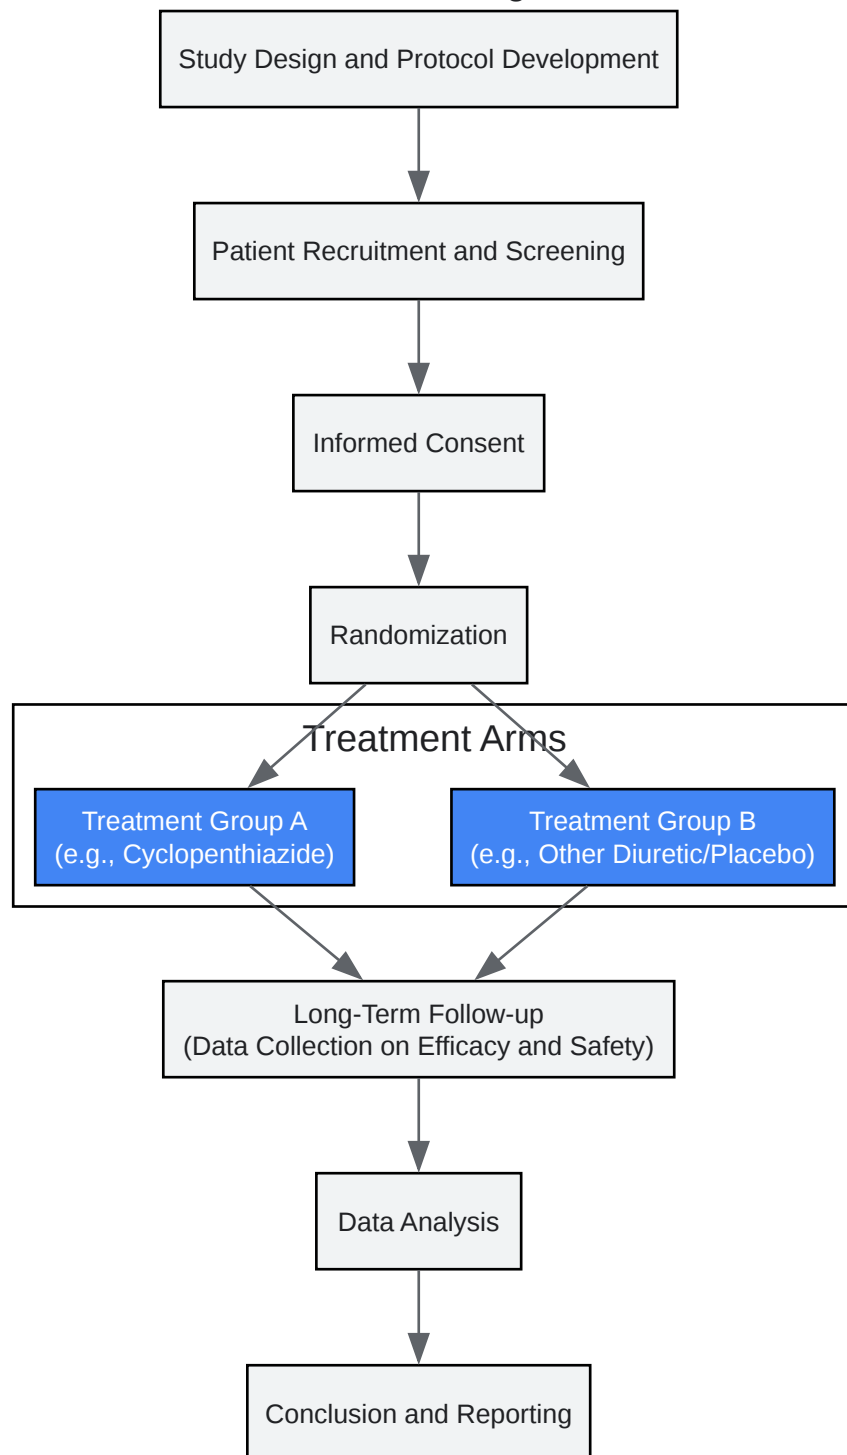 Study Design and Protocol Development
Patient Recruitment and Screening
Informed Consent
Randomization
Treatment Arms
Treatment Group A
(e.g., Cyclopenthiazide)
Treatment Group B
(e.g., Other Diuretic/Placebo)
Long-Term Follow-up
(Data Collection on Efficacy and Safety)
Data Analysis
Conclusion and Reporting